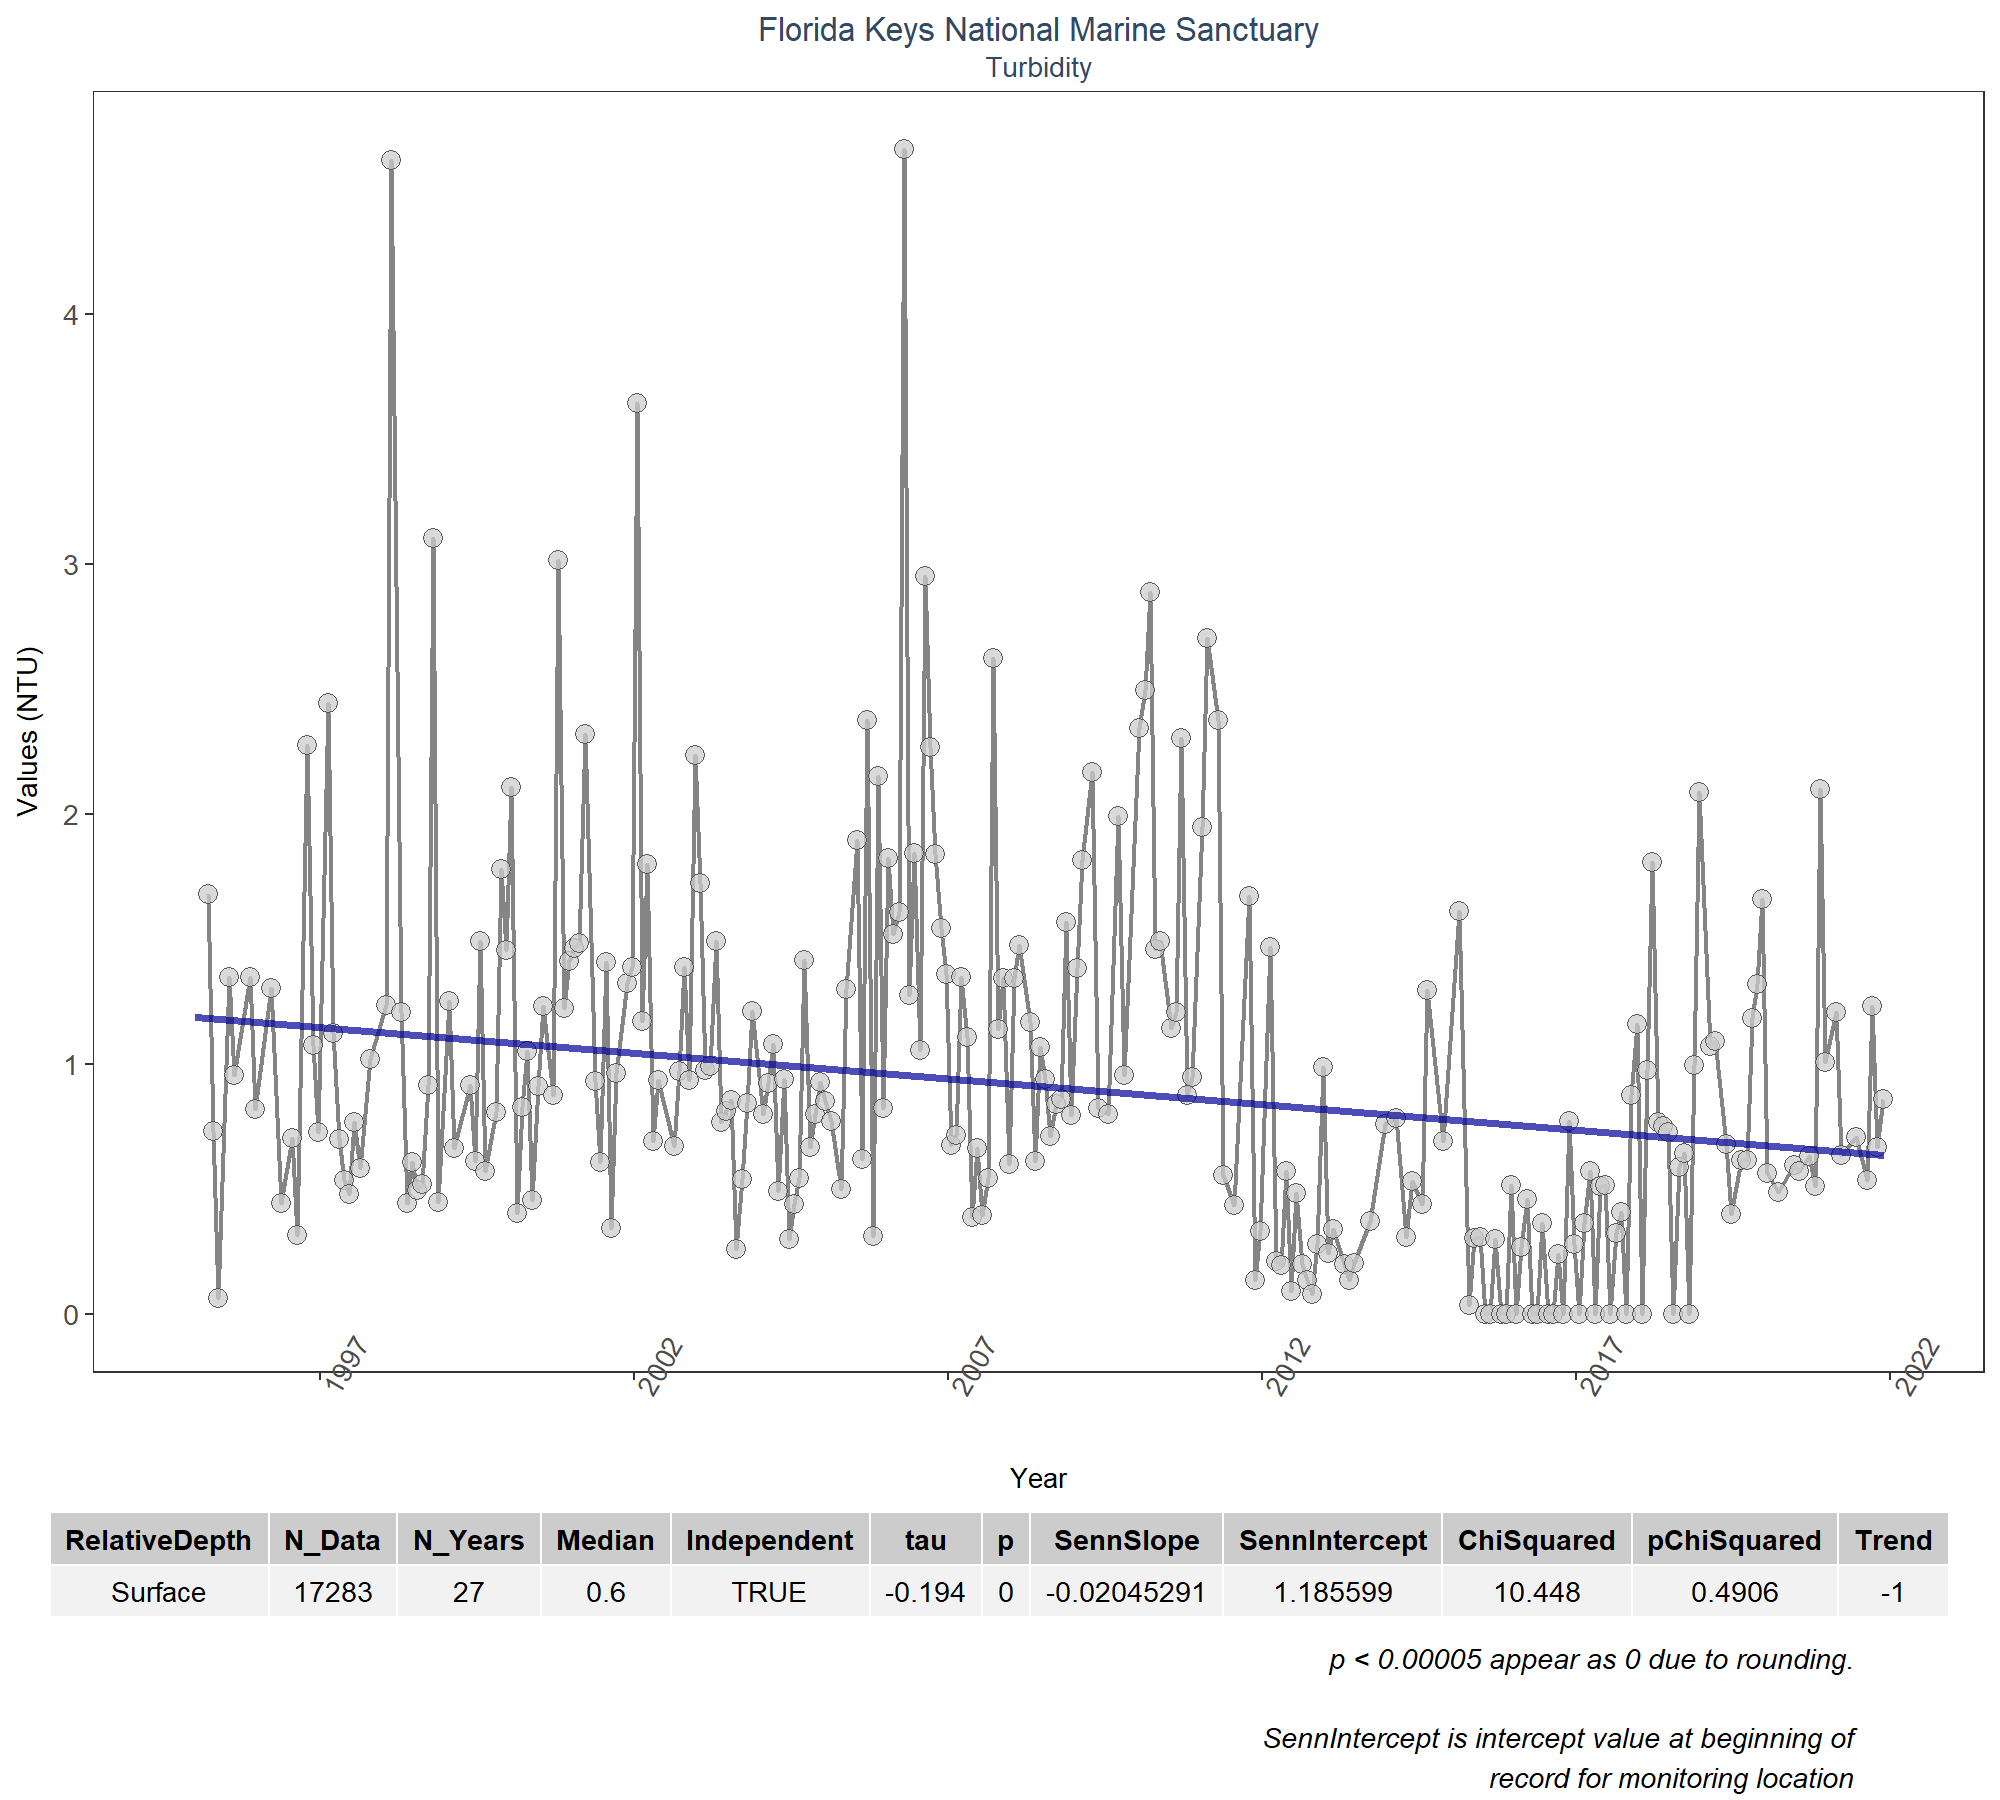 Florida Keys National Marine Sanctuary
Turbidity
Values (NTU)
4
3
2
1
0
1997 2002 2007 2012 2017 2022
Year
RelativeDepth N_Data N_Years Median Independent tau p SennSlope SennIntercept ChiSquared pChiSquared Trend
Surface 17283 27 0.6 TRUE -0.194 0 -0.02045291 1.185599 10.448 0.4906 -1
p < 0.00005 appear as 0 due to rounding.
SennIntercept is intercept value at beginning of
record for monitoring location